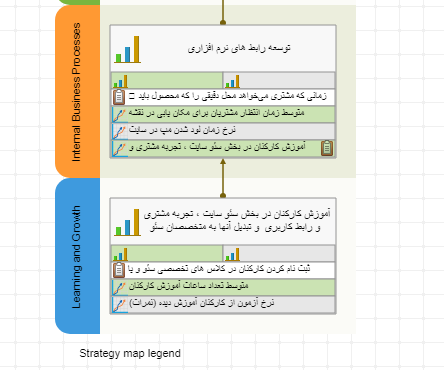 Internal Business Processes
توسعه رابط های نرم افزاری
زمانی که مشتری می‌خواهد محل دقیقی را که محصول باید
متوسط زمان انتظار مشتریان برای مکان یابی در نقشه
نرخ زمان لود شدن مپ در سایت
آموزش کارکنان در بخش سئو سایت ، تجربه مشتری و
Learning and Growth
آموزش کارکنان در بخش سئو سایت ، تجربه مشتری
و رابط کاربری و تبدیل آنها به متخصصان سئو
ثبت نام کردن کارکنان در کلاس های تخصصی سئو و یا
متوسط تعداد ساعات آموزش کارکنان
نرخ آزمون از کارکنان آموزش دیده (نمرات)
Strategy map legend